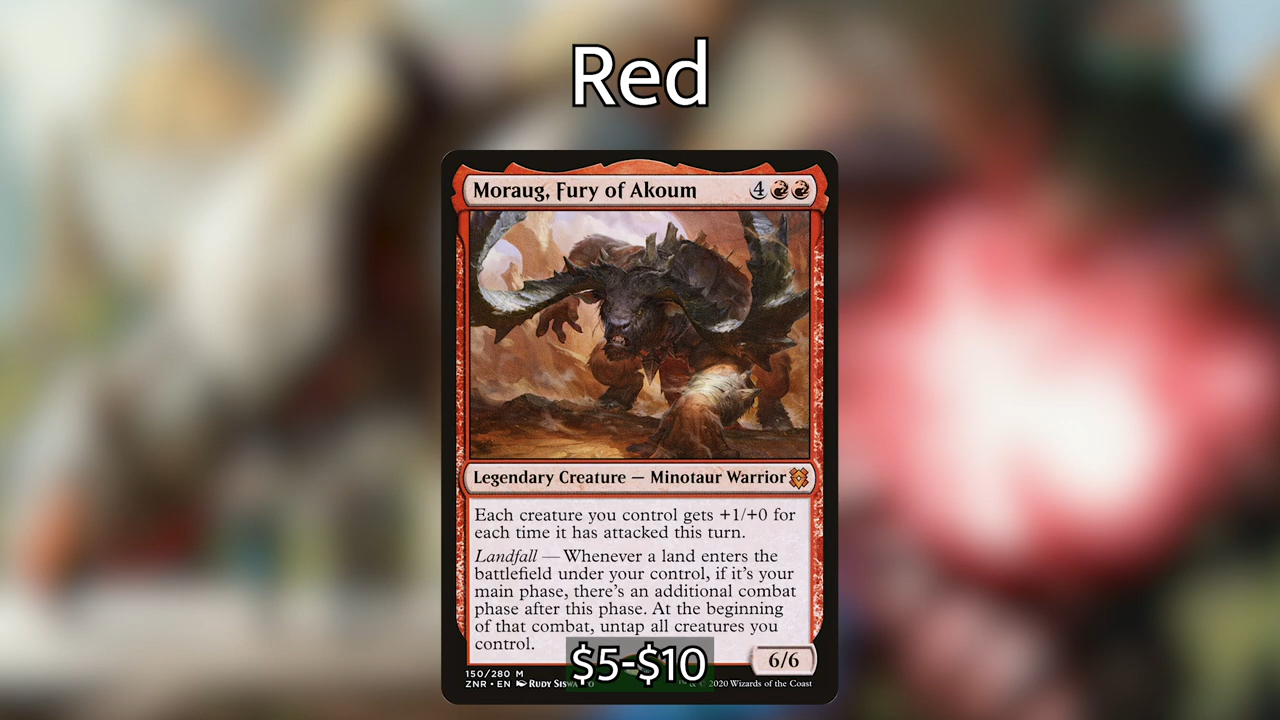 Red
Moraug, Fury of Akoum 4
Legendary Creature — Minotaur Warrior
Each creature you control gets +1/+0 for
each time it has attacked this turn.
Landfall — Whenever a land enters the
battlefield under your control, if it's your
main phase, there's an additional combat
phase after this phase. At the beginning
of that combat, untap all creatures you
control.
$5-$10
6/6
150/280 M
ZNR • EN Rudy
© 2020 Wizards of the Coast